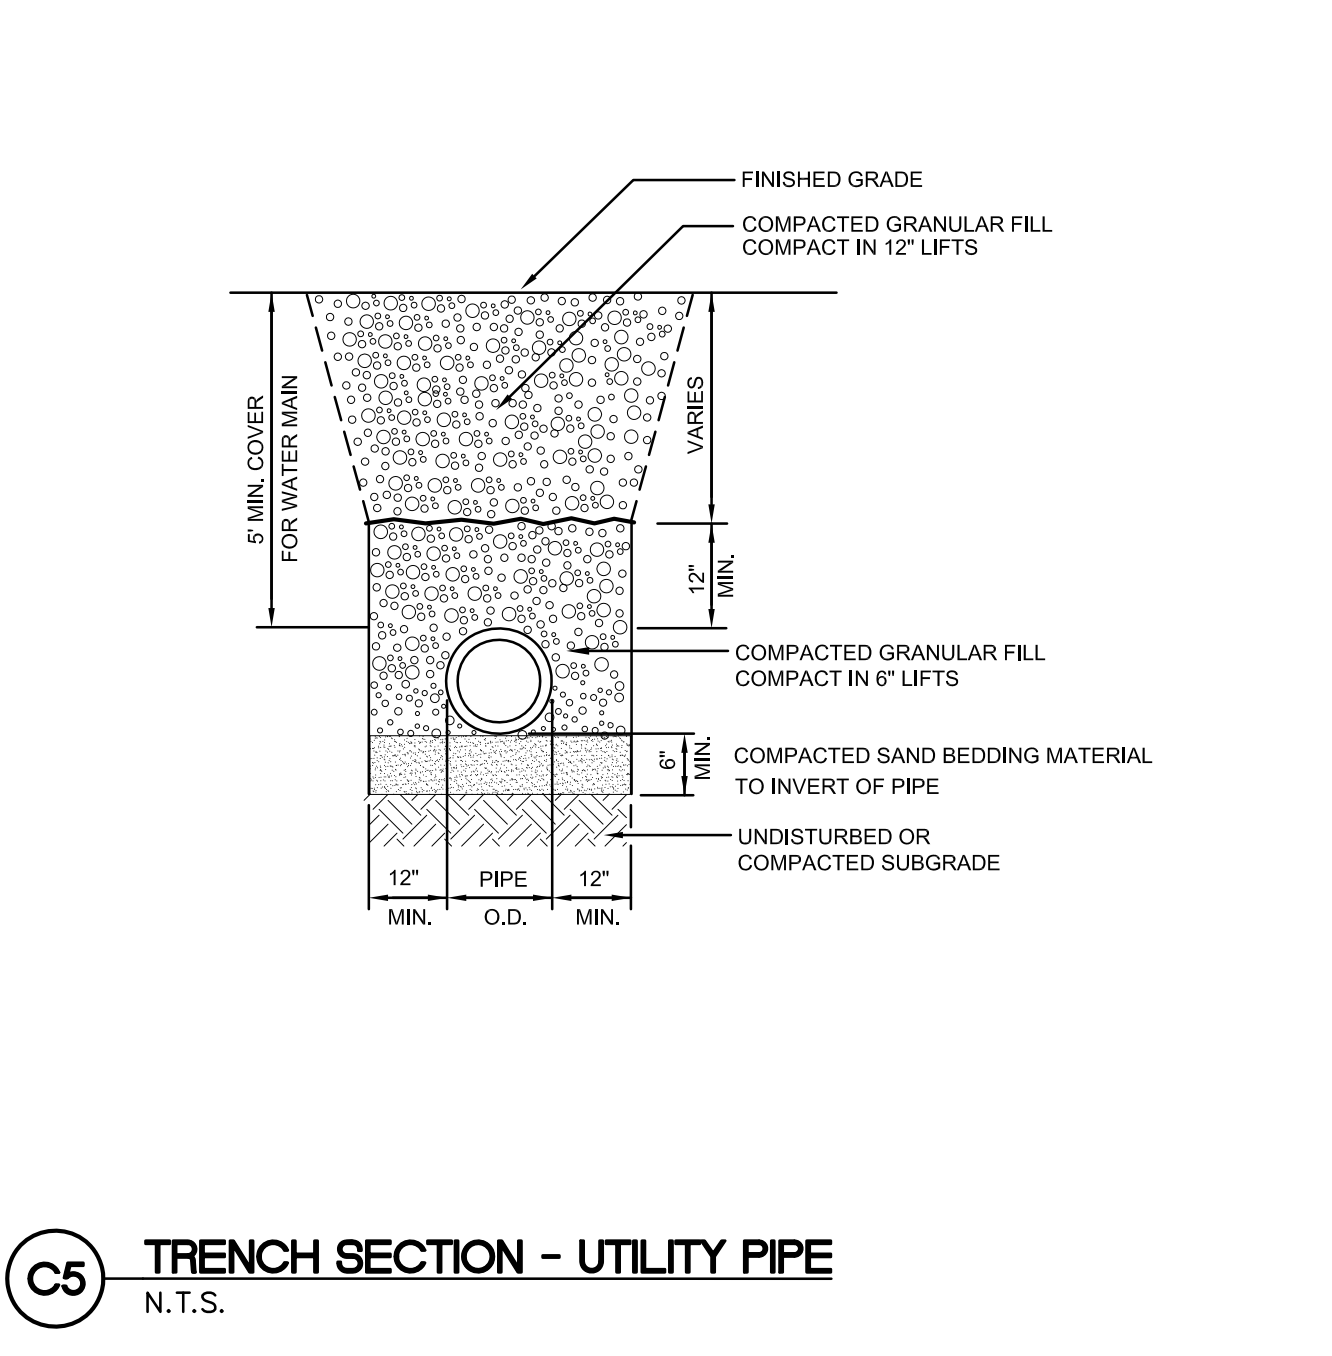 FINISHED GRADE
COMPACTED GRANULAR FILL
COMPACT IN 12" LIFTS
5' MIN. COVER
FOR WATER MAIN
VARIES
12"
MIN.
COMPACTED GRANULAR FILL
COMPACT IN 6" LIFTS
6"
MIN.
COMPACTED SAND BEDDING MATERIAL
TO INVERT OF PIPE
UNDISTURBED OR
COMPACTED SUBGRADE
12" PIPE 12"
MIN. O.D. MIN.
C5
TRENCH SECTION - UTILITY PIPE
N.T.S.